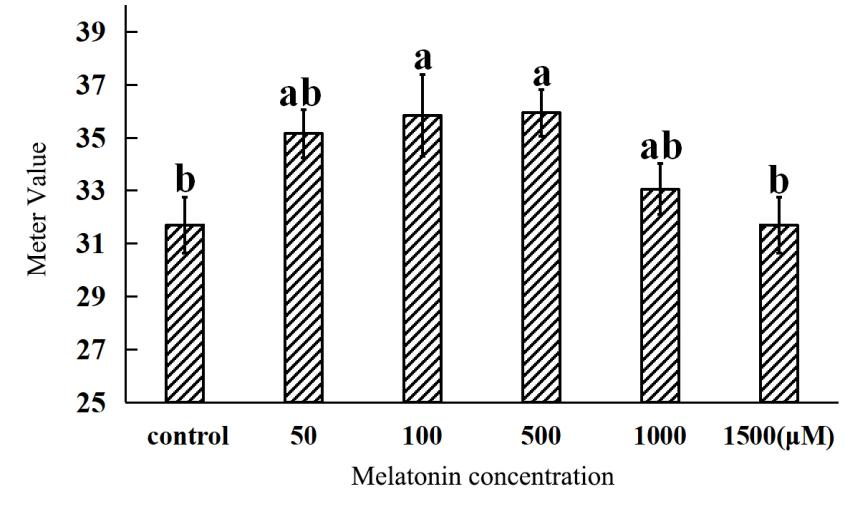 Meter Value
39
37
35
33
31
29
27
25
b
ab
a
a
ab
b
control 50 100 500 1000 1500(μM)
Melatonin concentration